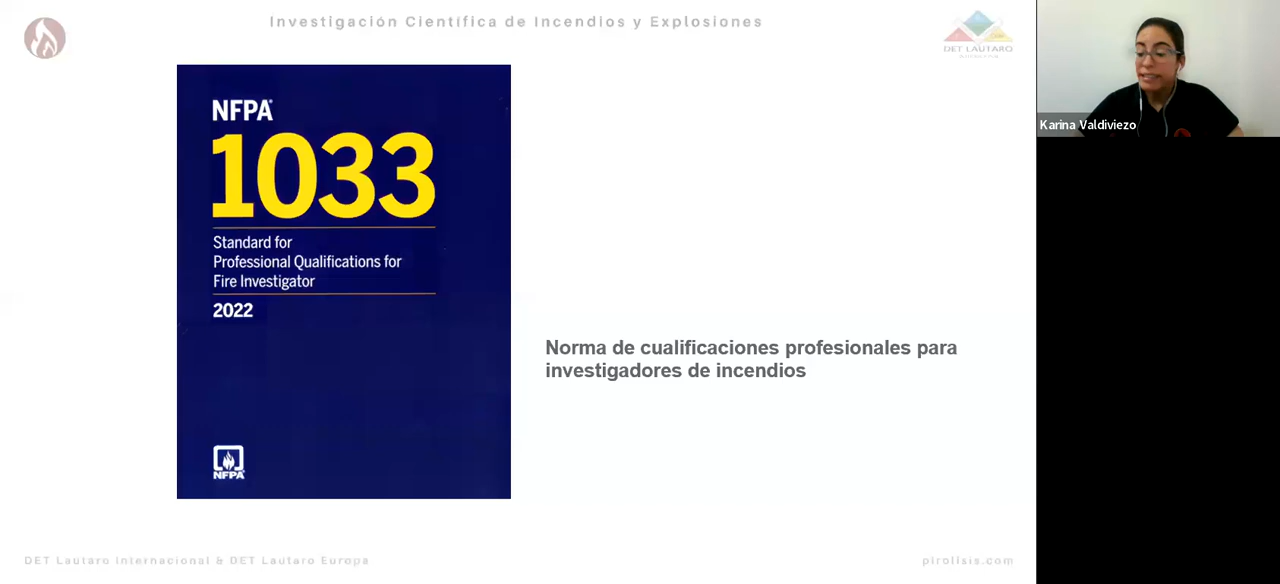 Investigación Científica de Incendios y Explosiones
DET LAUTARO
NFPA
1033
Standard for
Professional Qualifications for
Fire Investigator
2022
NFPA
Norma de cualificaciones profesionales para
investigadores de incendios
Karina Valdiviezo
DET Lautaro Internacional & DET Lautaro Europa
pirolisis.com